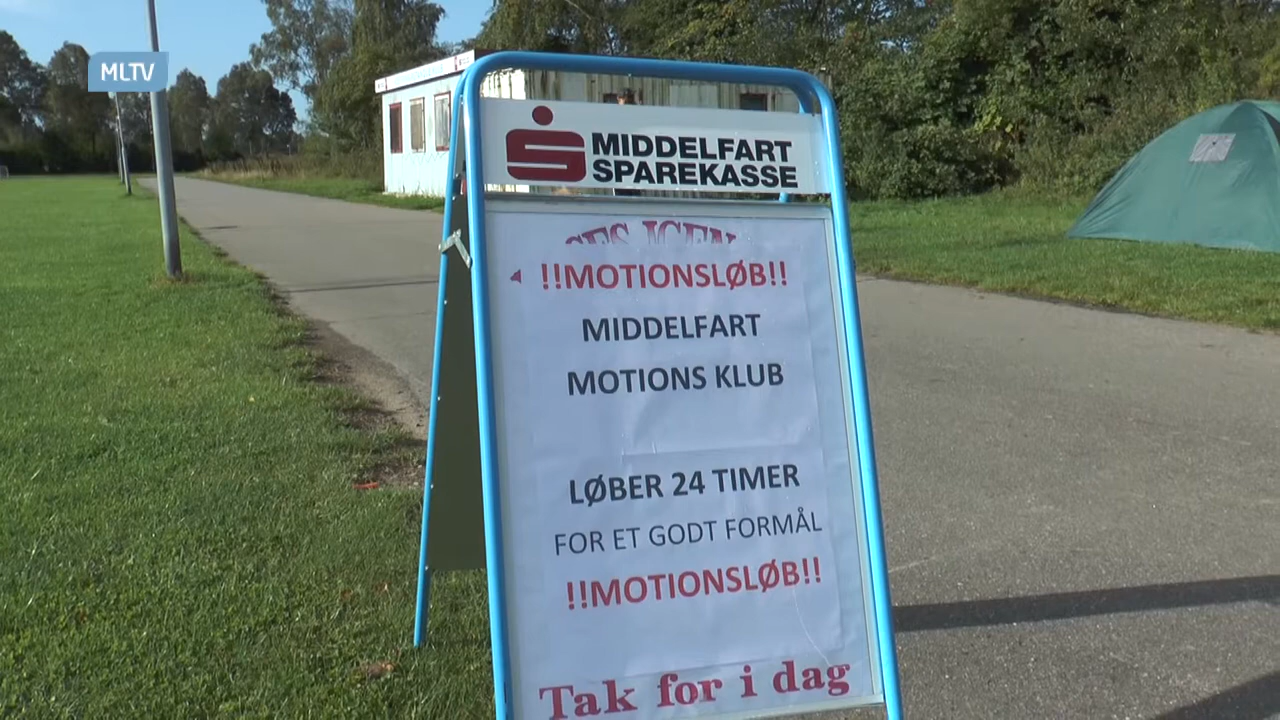 MLTV
MIDDELFART
SPAREKASSE
!!MOTIONSLØB!!
MIDDELFART
MOTIONS KLUB
LØBER 24 TIMER
FOR ET GODT FORMÅL
!!MOTIONSLØB!!
Tak for i dag